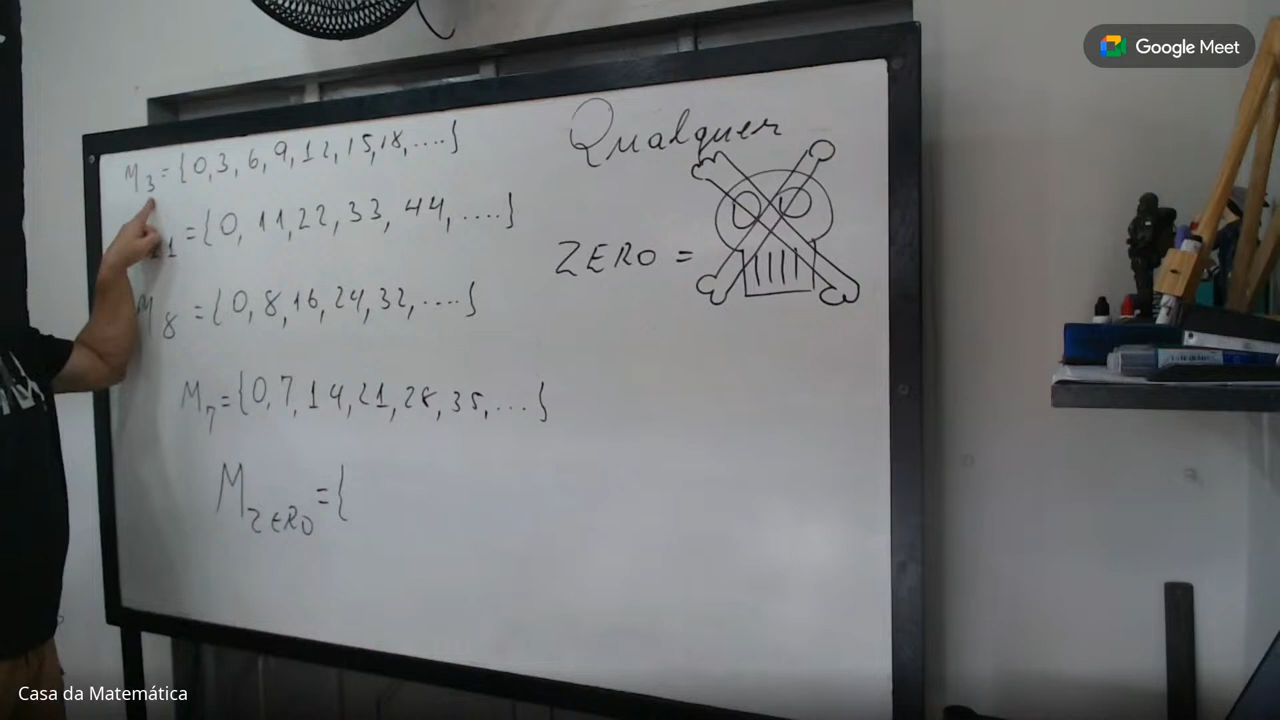 M3={0,3,6,9,12,15,18,....}
11={0,11,22,33,44,....}
M8={0,8,16,24,32,....}
M7={0,7,14,21,28,35,...}
MZERO={
Qualquer
ZERO =
Google Meet
Casa da Matemática